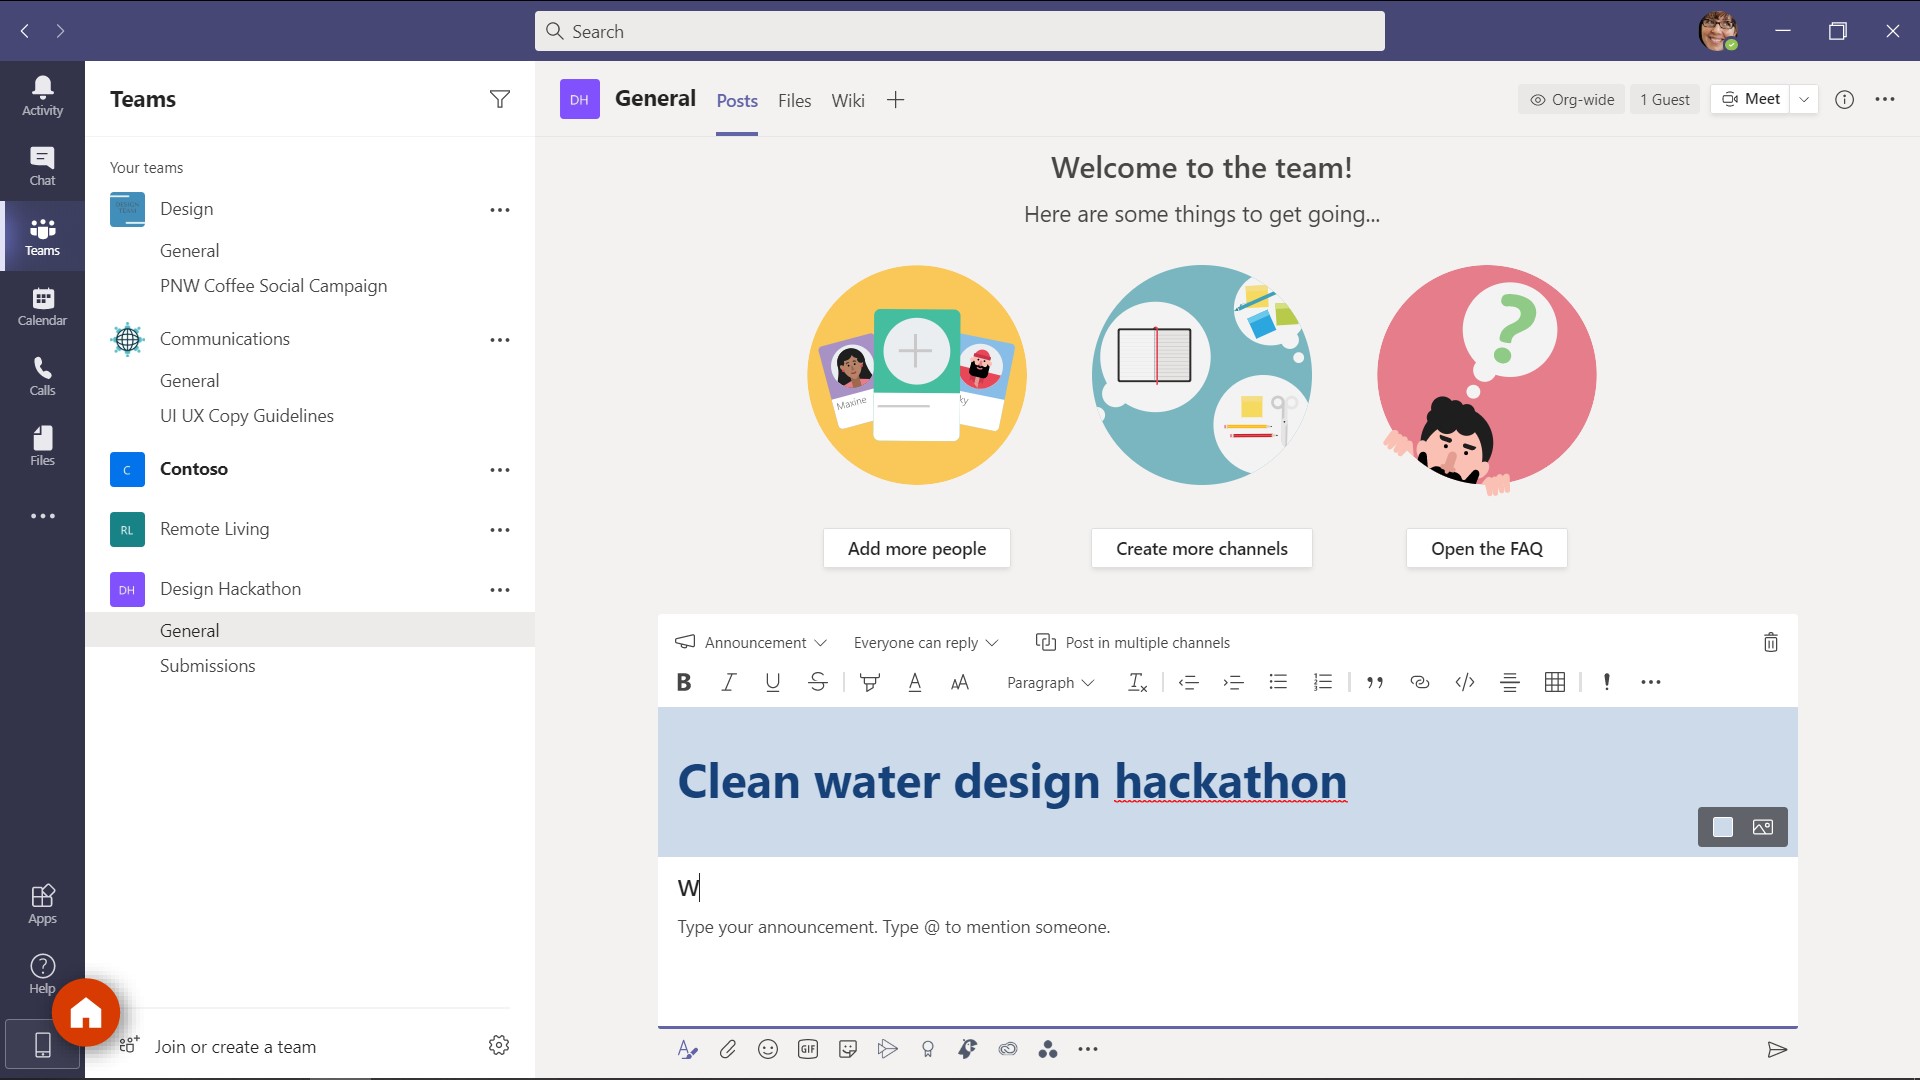 Search
Activity
Chat
Teams
Calendar
Calls
Files
Apps
Help
Teams
Your teams
Design
General
PNW Coffee Social Campaign
Communications
General
UI UX Copy Guidelines
C
Contoso
RL
Remote Living
DH
Design Hackathon
General
Submissions
Join or create a team
DH
General
Posts
Files
Wiki
Org-wide
1 Guest
Meet
Welcome to the team!
Here are some things to get going...
Maxine
ky
?
Add more people
Create more channels
Open the FAQ
Announcement
Everyone can reply
Post in multiple channels
B I U S A AA Paragraph Tx
Clean water design hackathon
W
Type your announcement. Type @ to mention someone.
GIF